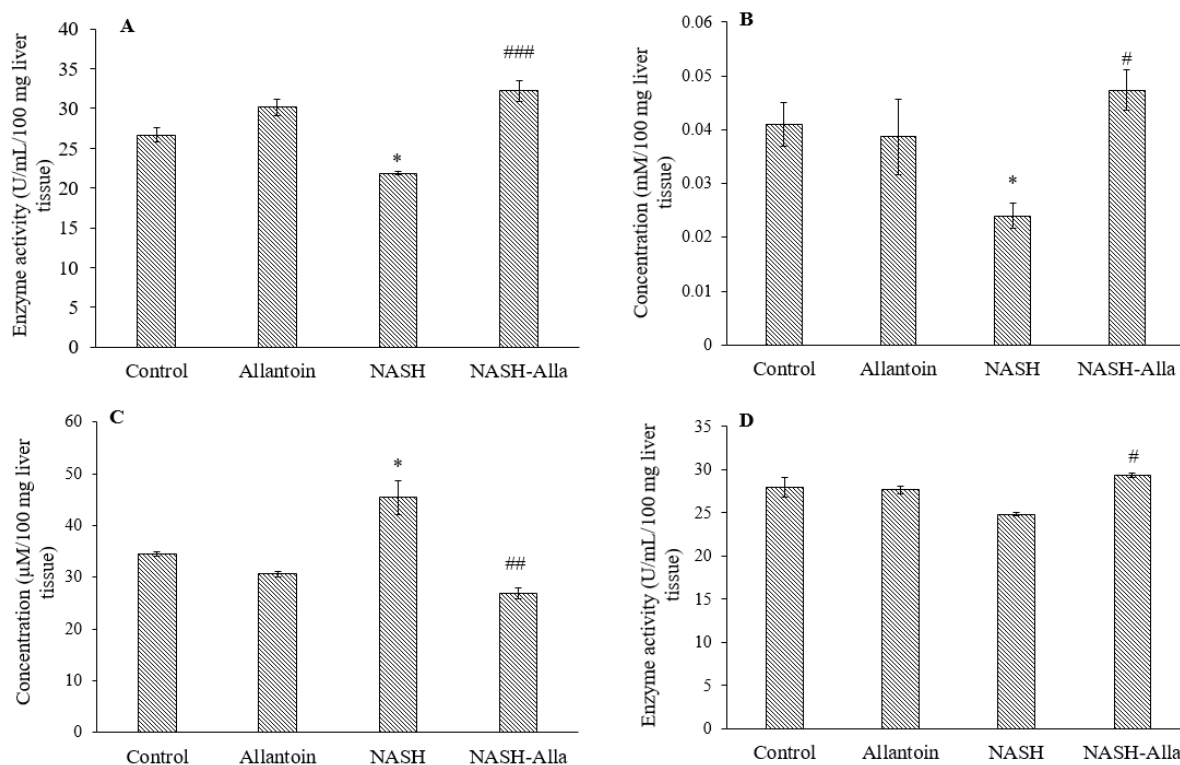 A
Enzyme activity (U/mL/100 mg liver
tissue)
40
35
30
25
20
15
10
5
0
*
###
Control Allantoin NASH NASH-Alla
B
Concentration (mM/100 mg liver
tissue)
0.06
0.05
0.04
0.03
0.02
0.01
0
*
#
Control Allantoin NASH NASH-Alla
C
Concentration (µM/100 mg liver
tissue)
60
50
40
30
20
10
0
*
##
Control Allantoin NASH NASH-Alla
D
Enzyme activity (U/mL/100 mg liver
tissue)
35
30
25
20
15
10
5
0
#
Control Allantoin NASH NASH-Alla